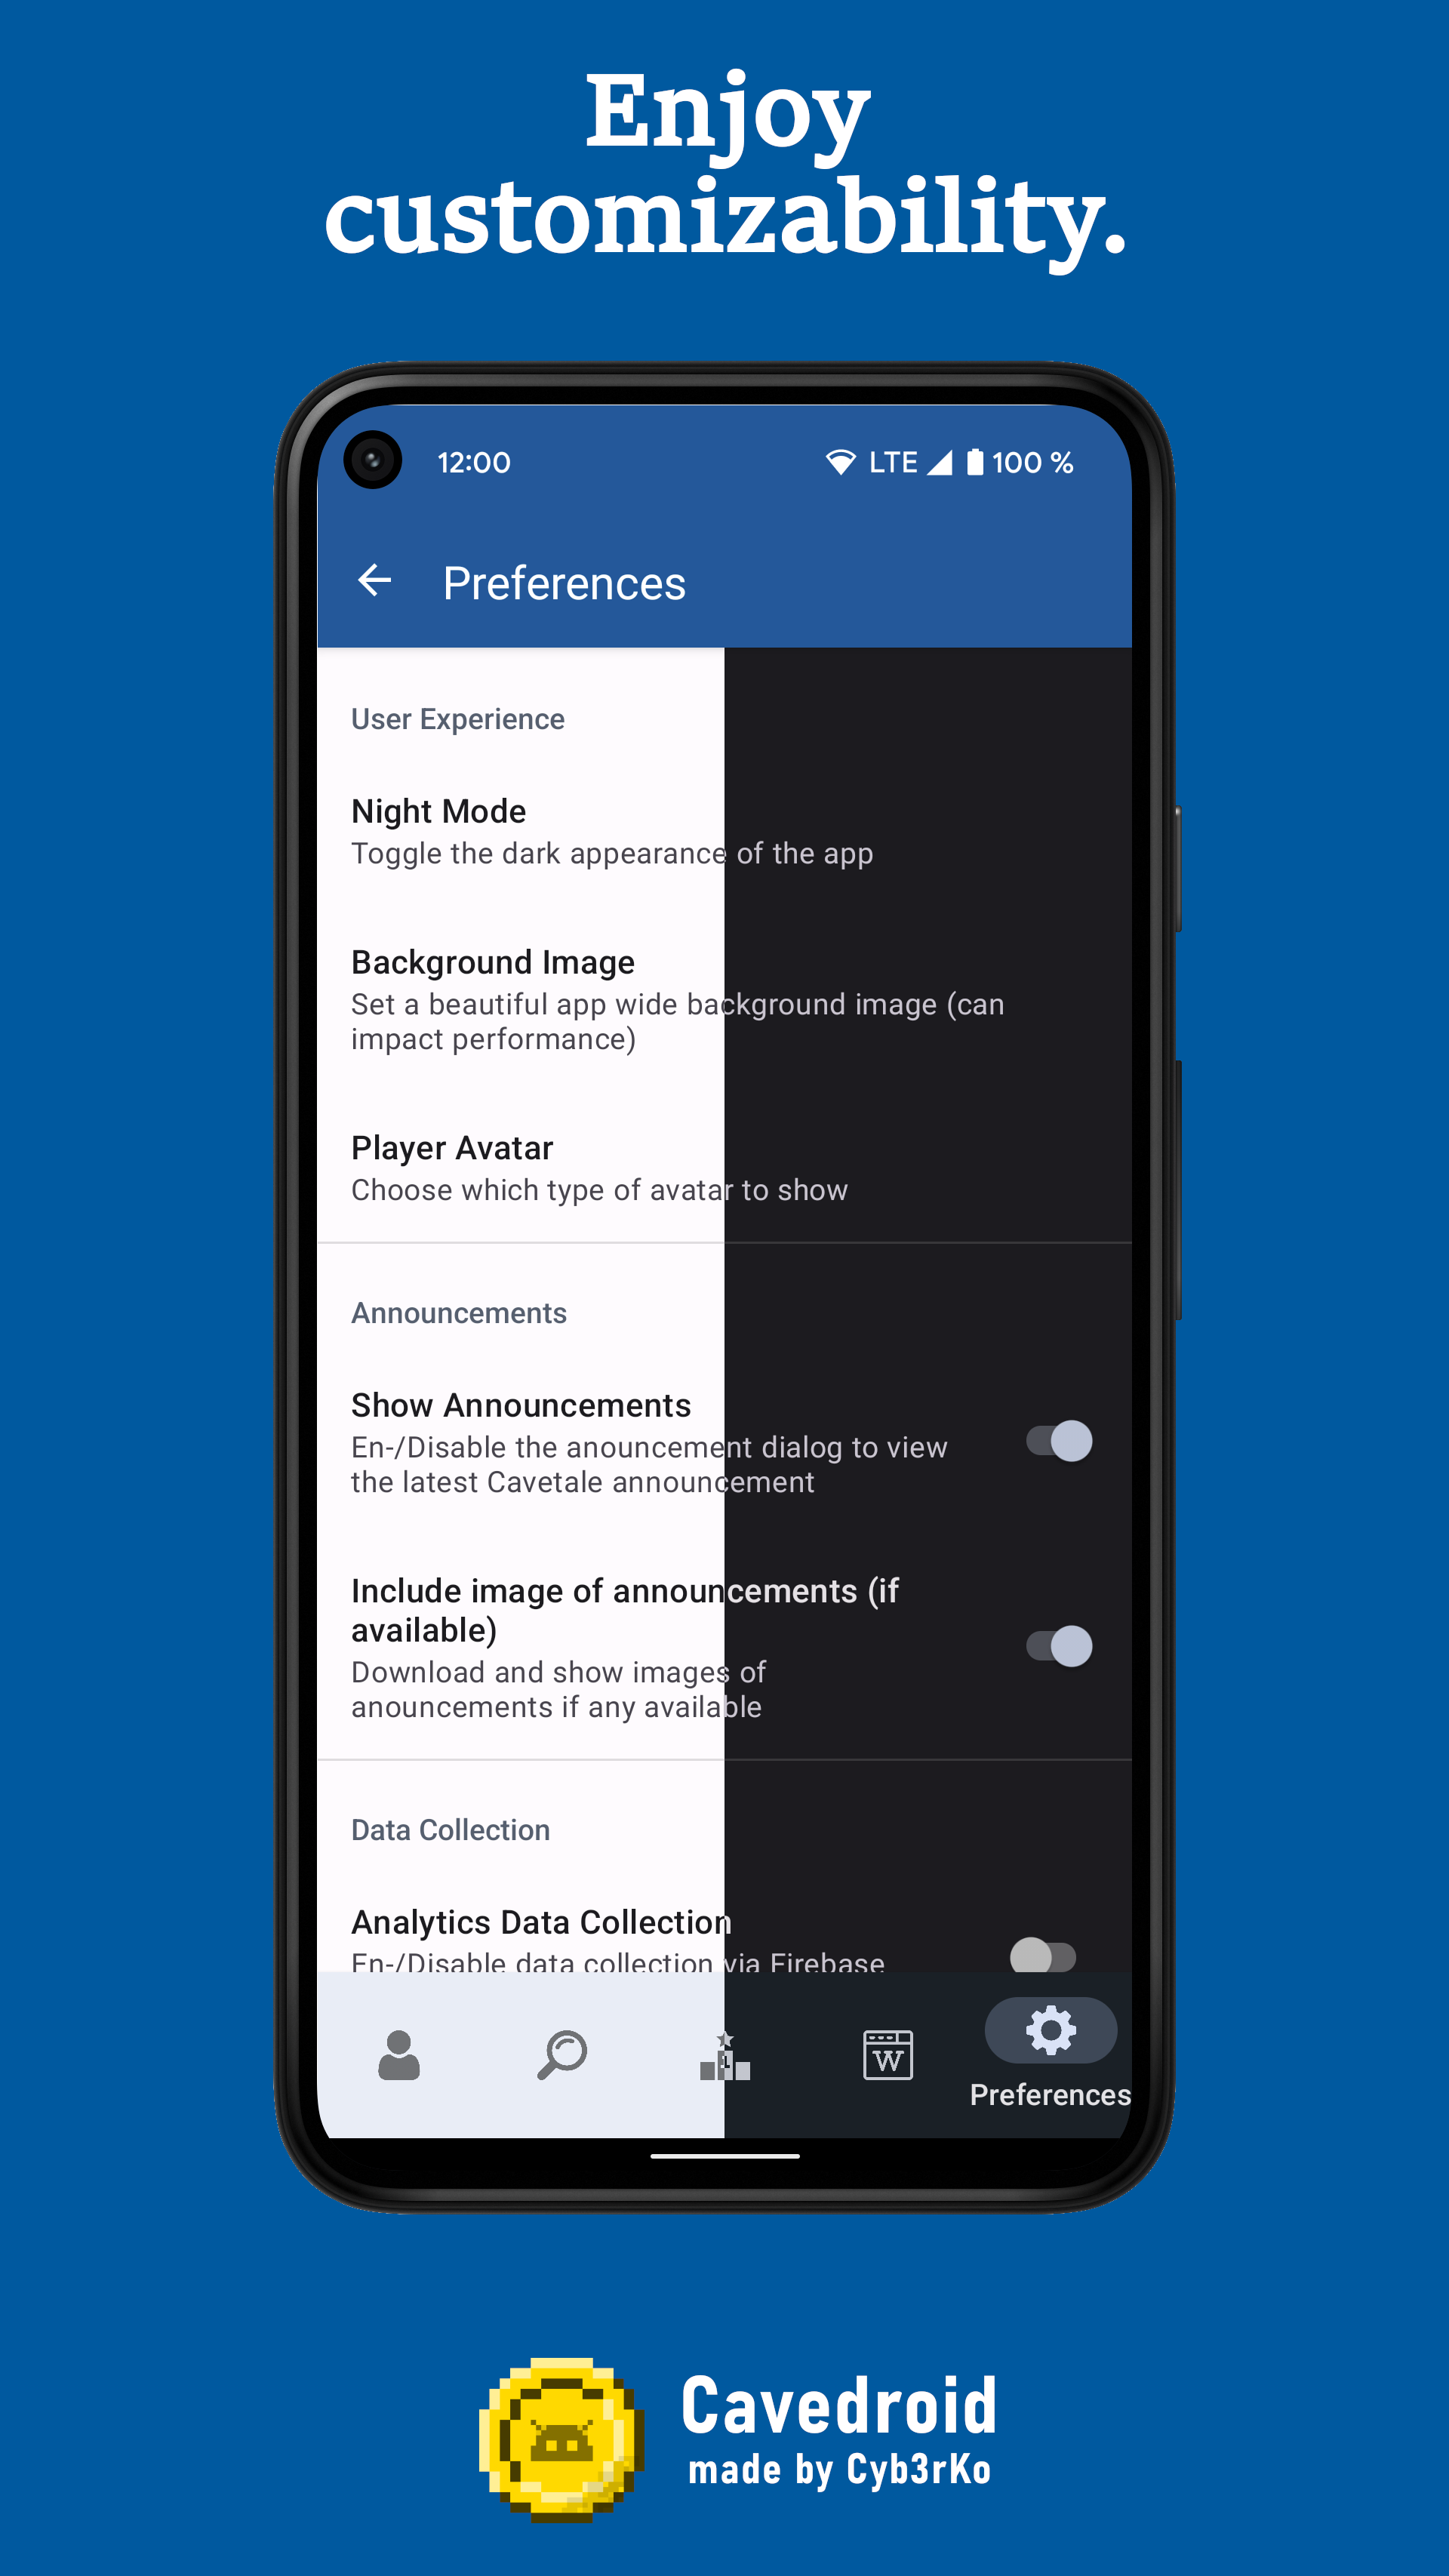 Enjoy
customizability.
12:00
LTE
100 %
Preferences
User Experience
Night Mode
Toggle the dark appearance of the app
Background Image
Set a beautiful app wide background image (can
impact performance)
Player Avatar
Choose which type of avatar to show
Announcements
Show Announcements
En-/Disable the anouncement dialog to view
the latest Cavetale announcement
Include image of announcements (if
available)
Download and show images of
anouncements if any available
Data Collection
Analytics Data Collection
En-/Disable data collection via Firebase
1
W
Preferences
Cavedroid
made by Cyb3rKo